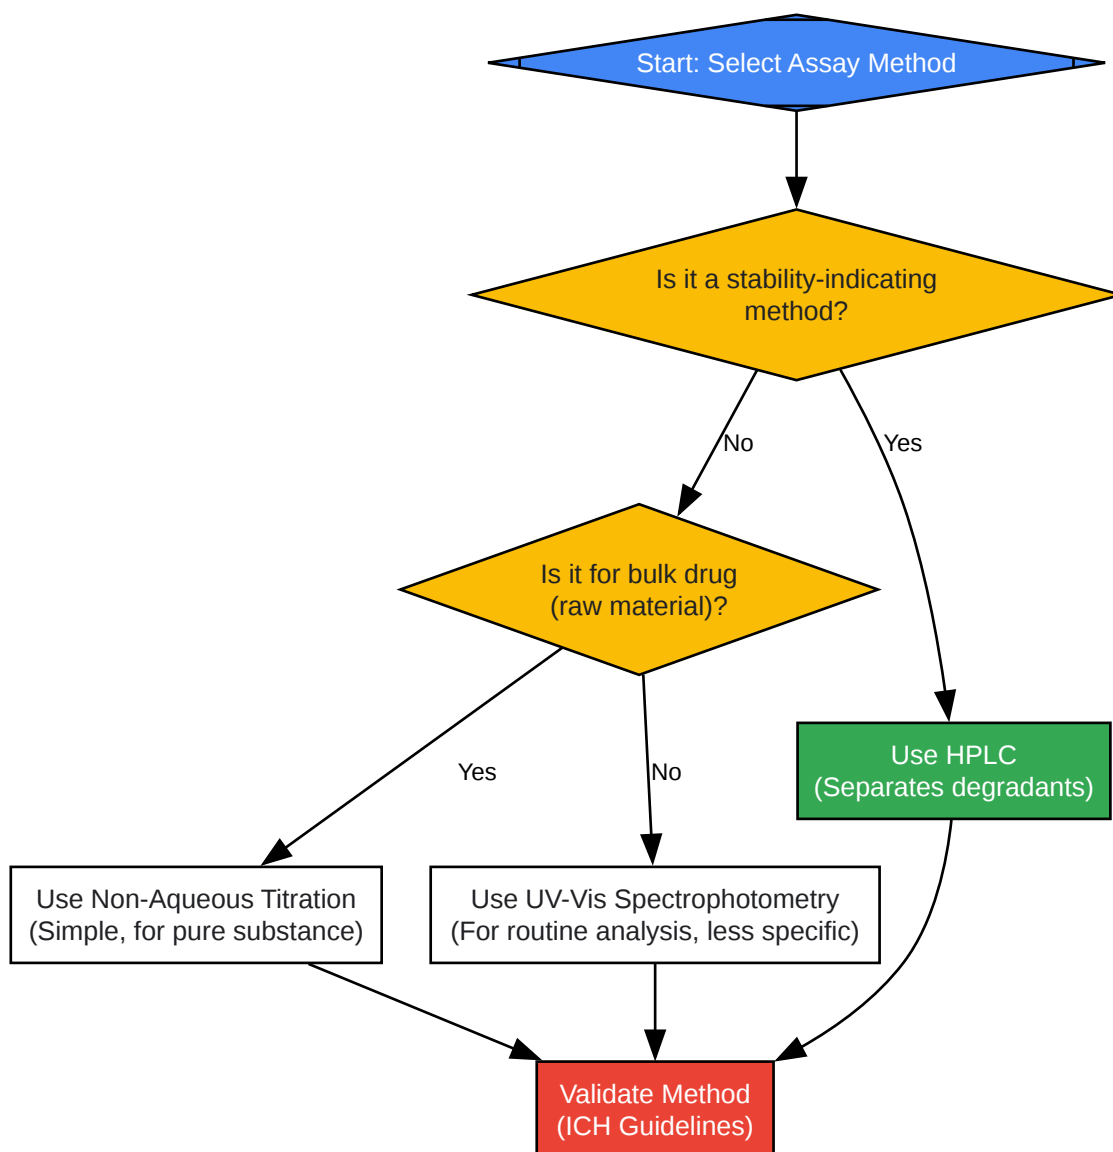 Start: Select Assay Method
Is it a stability-indicating
method?
No
Yes
Is it for bulk drug
(raw material)?
Yes
No
Use HPLC
(Separates degradants)
Use Non-Aqueous Titration
(Simple, for pure substance)
Use UV-Vis Spectrophotometry
(For routine analysis, less specific)
Validate Method
(ICH Guidelines)